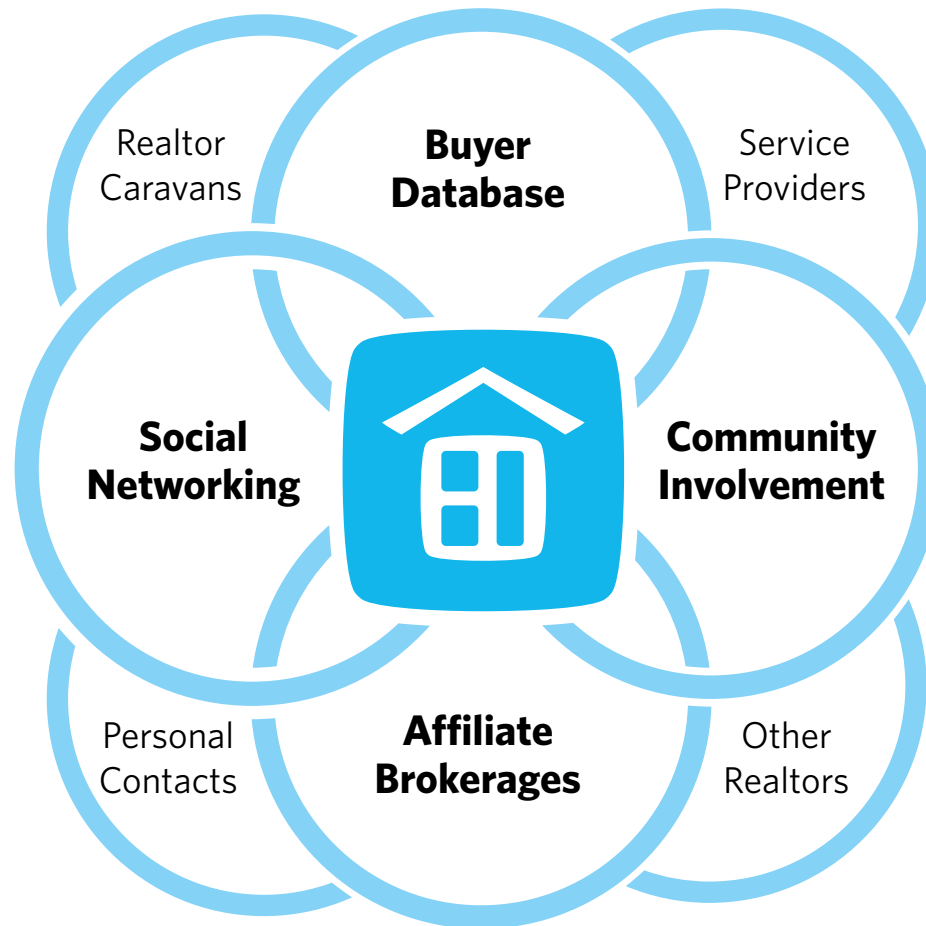 Realtor
Caravans
Buyer
Database
Service
Providers
Social
Networking
Community
Involvement
Personal
Contacts
Affiliate
Brokerages
Other
Realtors